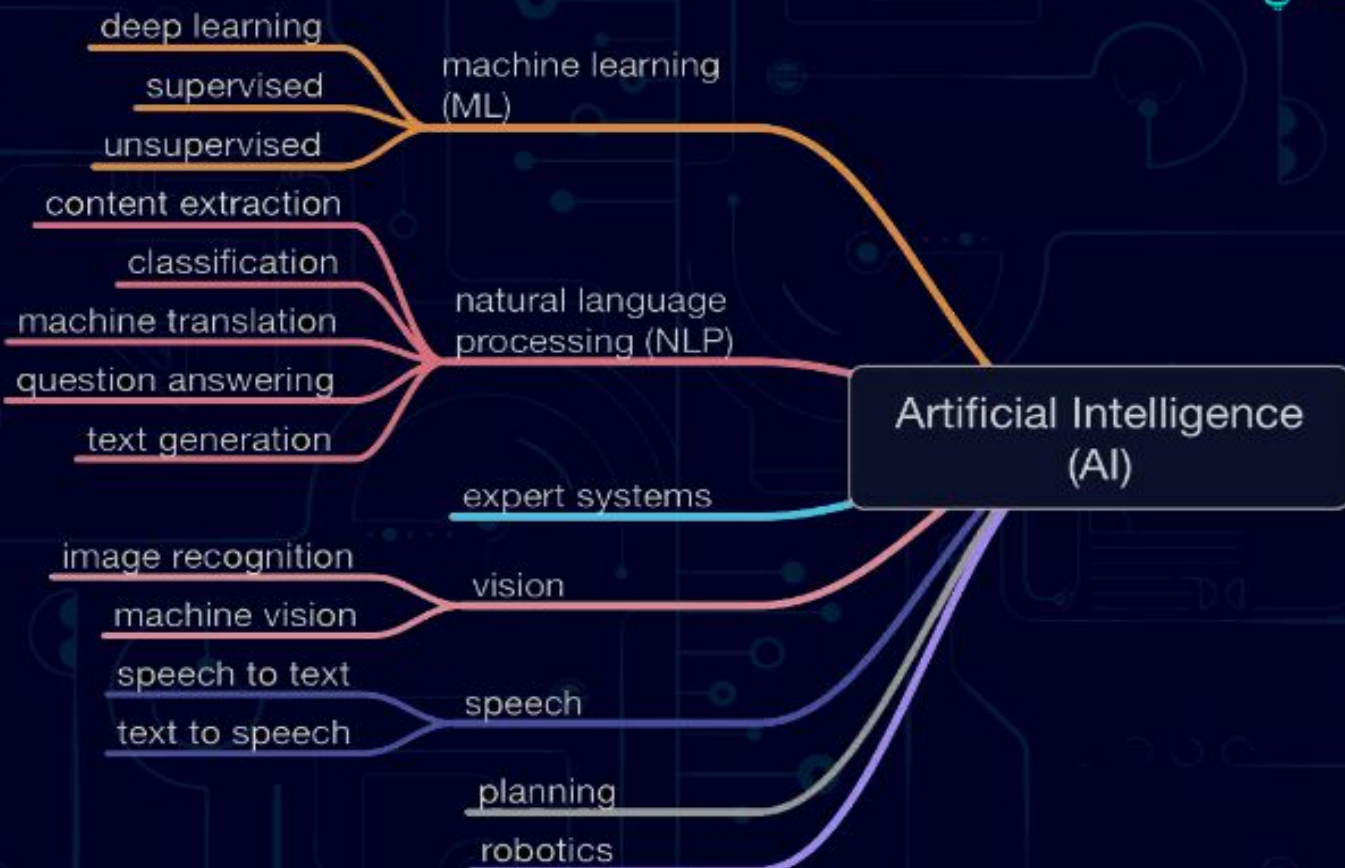 deep learning
supervised
unsupervised
machine learning
(ML)
content extraction
classification
machine translation
question answering
text generation
natural language
processing (NLP)
expert systems
image recognition
machine vision
vision
speech to text
text to speech
speech
planning
robotics
Artificial Intelligence
(AI)